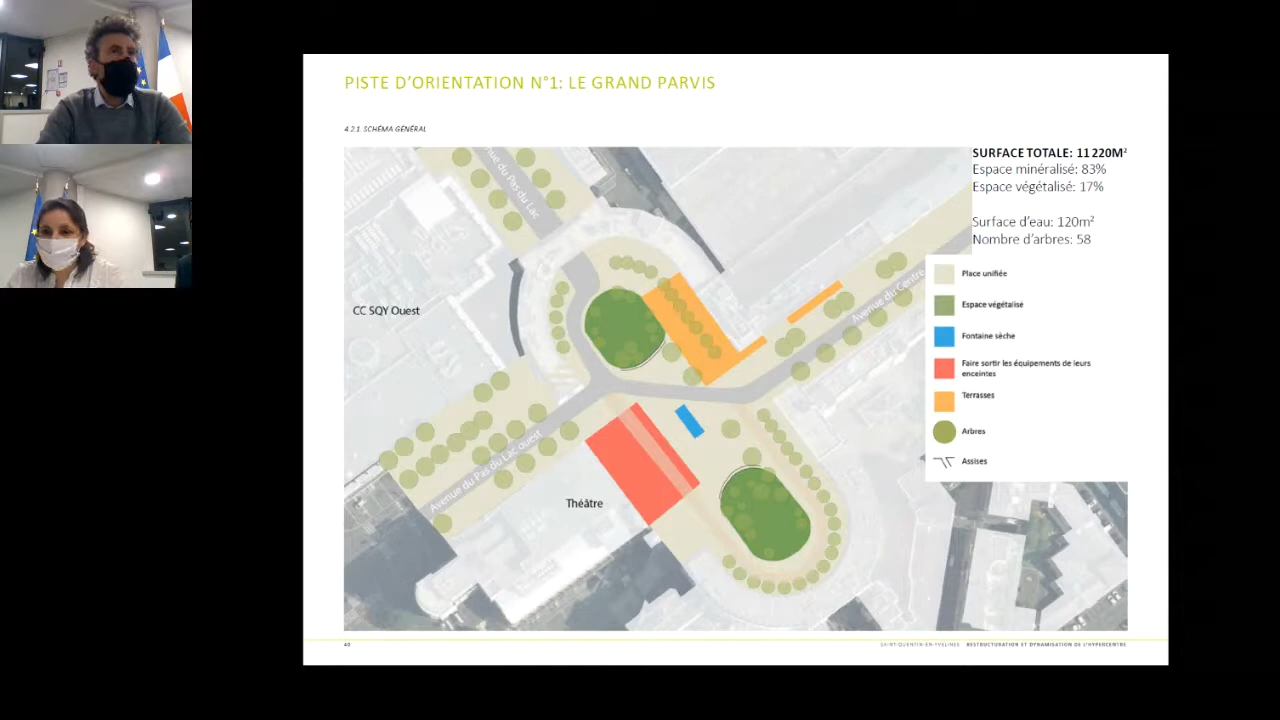 PISTE D'ORIENTATION N°1: LE GRAND PARVIS
4.2.1. SCHÉMA GÉNÉRAL
SURFACE TOTALE: 11 220M²
Espace minéralisé: 83%
Espace végétalisé: 17%
Surface d'eau: 120m²
Nombre d'arbres: 58
Place unifiée
Espace végétalisé
Fontaine sèche
Faire sortir les équipements de leurs
enceintes
Terrasses
Arbres
Assises
nue du Pas du Lac
CC SQY Ouest
Avenue du Centre
Avenue du Pas du Lac ouest
Théâtre
40
SAINT-QUENTIN-EN-YVELINES RESTRUCTURATION ET DYNAMISATION DE L'HYPERCENTRE